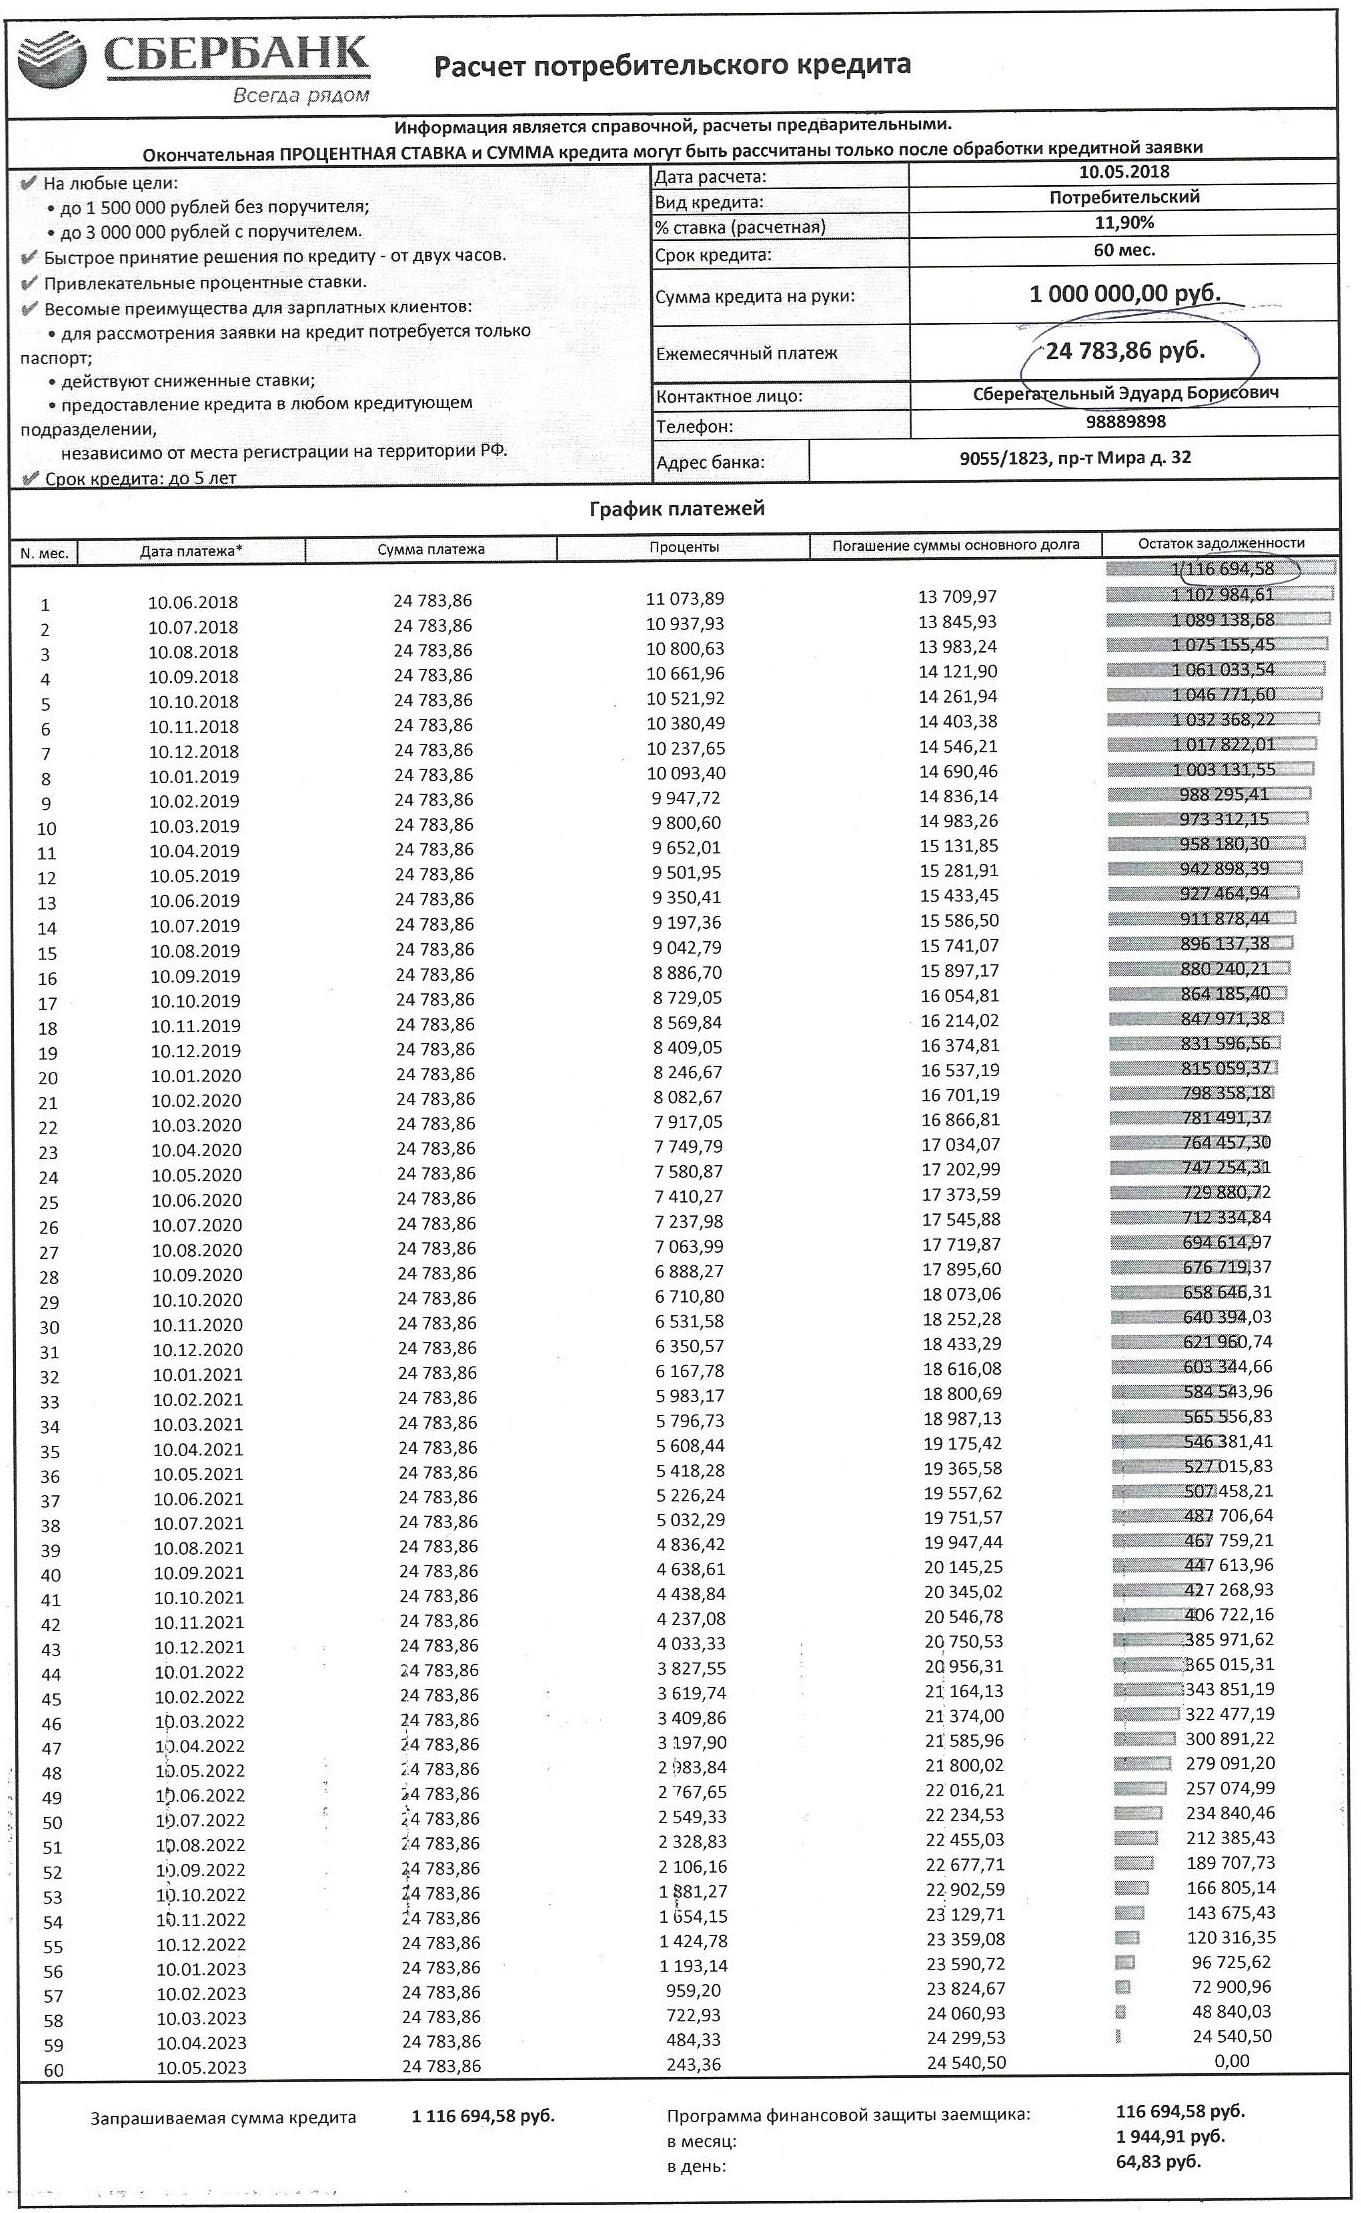 СБЕРБАНК
Всегда рядом
Расчет потребительского кредита
Информация является справочной, расчеты предварительными.
Окончательная ПРОЦЕНТНАЯ СТАВКА и СУММА кредита могут быть рассчитаны только после обработки кредитной заявки
✔ На любые цели:
• до 1 500 000 рублей без поручителя;
• до 3 000 000 рублей с поручителем.
✔ Быстрое принятие решения по кредиту - от двух часов.
✔ Привлекательные процентные ставки.
✔ Весомые преимущества для зарплатных клиентов:
• для рассмотрения заявки на кредит потребуется только
паспорт;
• действуют сниженные ставки;
• предоставление кредита в любом кредитующем
подразделении,
независимо от места регистрации на территории РФ.
✔ Срок кредита: до 5 лет
Дата расчета: 10.05.2018
Вид кредита: Потребительский
% ставка (расчетная) 11,90%
Срок кредита: 60 мес.
Сумма кредита на руки: 1 000 000,00 руб.
Ежемесячный платеж 24 783,86 руб.
Контактное лицо: Сберегательный Эдуард Борисович
Телефон: 98889898
Адрес банка: 9055/1823, пр-т Мира д. 32
График платежей
N. мес. Дата платежа* Сумма платежа Проценты Погашение суммы основного долга Остаток задолженности
1 116 694,58
1 10.06.2018 24 783,86 11 073,89 13 709,97 1 102 984,61
2 10.07.2018 24 783,86 10 937,93 13 845,93 1 089 138,68
3 10.08.2018 24 783,86 10 800,63 13 983,24 1 075 155,45
4 10.09.2018 24 783,86 10 661,96 14 121,90 1 061 033,54
5 10.10.2018 24 783,86 10 521,92 14 261,94 1 046 771,60
6 10.11.2018 24 783,86 10 380,49 14 403,38 1 032 368,22
7 10.12.2018 24 783,86 10 237,65 14 546,21 1 017 822,01
8 10.01.2019 24 783,86 10 093,40 14 690,46 1 003 131,55
9 10.02.2019 24 783,86 9 947,72 14 836,14 988 295,41
10 10.03.2019 24 783,86 9 800,60 14 983,26 973 312,15
11 10.04.2019 24 783,86 9 652,01 15 131,85 958 180,30
12 10.05.2019 24 783,86 9 501,95 15 281,91 942 898,39
13 10.06.2019 24 783,86 9 350,41 15 433,45 927 464,94
14 10.07.2019 24 783,86 9 197,36 15 586,50 911 878,44
15 10.08.2019 24 783,86 9 042,79 15 741,07 896 137,38
16 10.09.2019 24 783,86 8 886,70 15 897,17 880 240,21
17 10.10.2019 24 783,86 8 729,05 16 054,81 864 185,40
18 10.11.2019 24 783,86 8 569,84 16 214,02 847 971,38
19 10.12.2019 24 783,86 8 409,05 16 374,81 831 596,56
20 10.01.2020 24 783,86 8 246,67 16 537,19 815 059,37
21 10.02.2020 24 783,86 8 082,67 16 701,19 798 358,18
22 10.03.2020 24 783,86 7 917,05 16 866,81 781 491,37
23 10.04.2020 24 783,86 7 749,79 17 034,07 764 457,30
24 10.05.2020 24 783,86 7 580,87 17 202,99 747 254,31
25 10.06.2020 24 783,86 7 410,27 17 373,59 729 880,72
26 10.07.2020 24 783,86 7 237,98 17 545,88 712 334,84
27 10.08.2020 24 783,86 7 063,99 17 719,87 694 614,97
28 10.09.2020 24 783,86 6 888,27 17 895,60 676 719,37
29 10.10.2020 24 783,86 6 710,80 18 073,06 658 646,31
30 10.11.2020 24 783,86 6 531,58 18 252,28 640 394,03
31 10.12.2020 24 783,86 6 350,57 18 433,29 621 960,74
32 10.01.2021 24 783,86 6 167,78 18 616,08 603 344,66
33 10.02.2021 24 783,86 5 983,17 18 800,69 584 543,96
34 10.03.2021 24 783,86 5 796,73 18 987,13 565 556,83
35 10.04.2021 24 783,86 5 608,44 19 175,42 546 381,41
36 10.05.2021 24 783,86 5 418,28 19 365,58 527 015,83
37 10.06.2021 24 783,86 5 226,24 19 557,62 507 458,21
38 10.07.2021 24 783,86 5 032,29 19 751,57 487 706,64
39 10.08.2021 24 783,86 4 836,42 19 947,44 467 759,21
40 10.09.2021 24 783,86 4 638,61 20 145,25 447 613,96
41 10.10.2021 24 783,86 4 438,84 20 345,02 427 268,93
42 10.11.2021 24 783,86 4 237,08 20 546,78 406 722,16
43 10.12.2021 24 783,86 4 033,33 20 750,53 385 971,62
44 10.01.2022 24 783,86 3 827,55 20 956,31 365 015,31
45 10.02.2022 24 783,86 3 619,74 21 164,13 343 851,19
46 10.03.2022 24 783,86 3 409,86 21 374,00 322 477,19
47 10.04.2022 24 783,86 3 197,90 21 585,96 300 891,22
48 10.05.2022 24 783,86 2 983,84 21 800,02 279 091,20
49 10.06.2022 24 783,86 2 767,65 22 016,21 257 074,99
50 10.07.2022 24 783,86 2 549,33 22 234,53 234 840,46
51 10.08.2022 24 783,86 2 328,83 22 455,03 212 385,43
52 10.09.2022 24 783,86 2 106,16 22 677,71 189 707,73
53 10.10.2022 24 783,86 1 881,27 22 902,59 166 805,14
54 10.11.2022 24 783,86 1 654,15 23 129,71 143 675,43
55 10.12.2022 24 783,86 1 424,78 23 359,08 120 316,35
56 10.01.2023 24 783,86 1 193,14 23 590,72 96 725,62
57 10.02.2023 24 783,86 959,20 23 824,67 72 900,96
58 10.03.2023 24 783,86 722,93 24 060,93 48 840,03
59 10.04.2023 24 783,86 484,33 24 299,53 24 540,50
60 10.05.2023 24 783,86 243,36 24 540,50 0,00
Запрашиваемая сумма кредита 1 116 694,58 руб. Программа финансовой защиты заемщика: 116 694,58 руб.
в месяц: 1 944,91 руб.
в день: 64,83 руб.